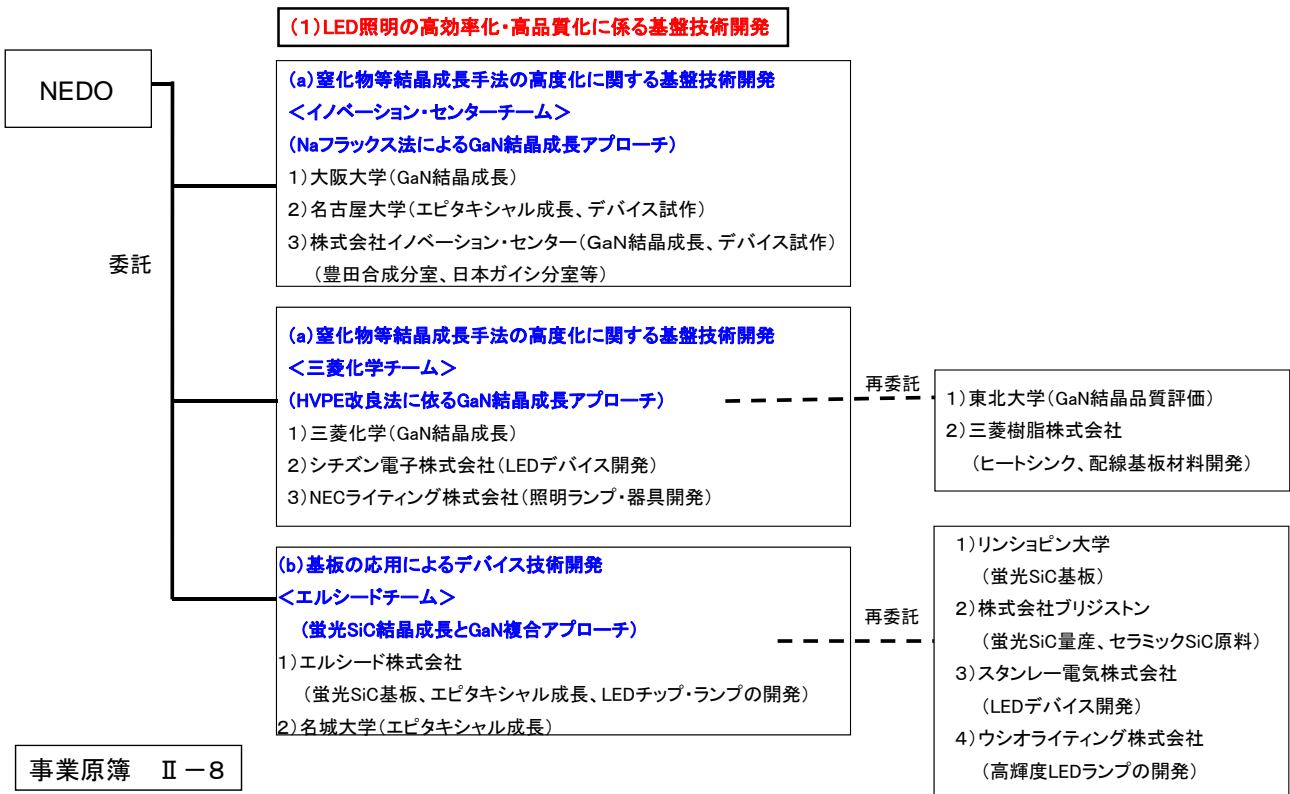 (1)LED照明の高効率化・高品質化に係る基盤技術開発
NEDO
委託
(a)窒化物等結晶成長手法の高度化に関する基盤技術開発
＜イノベーション・センターチーム＞
(Naフラックス法によるGaN結晶成長アプローチ)
1)大阪大学(GaN結晶成長)
2)名古屋大学(エピタキシャル成長、デバイス試作)
3)株式会社イノベーション・センター(GaN結晶成長、デバイス試作)
(豊田合成分室、日本ガイシ分室等)
(a)窒化物等結晶成長手法の高度化に関する基盤技術開発
＜三菱化学チーム＞
(HVPE改良法に依るGaN結晶成長アプローチ)
1)三菱化学(GaN結晶成長)
2)シチズン電子株式会社(LEDデバイス開発)
3)NECライティング株式会社(照明ランプ・器具開発)
再委託
1)東北大学(GaN結晶品質評価)
2)三菱樹脂株式会社
(ヒートシンク、配線基板材料開発)
(b)基板の応用によるデバイス技術開発
＜エルシードチーム＞
(蛍光SiC結晶成長とGaN複合アプローチ)
1)エルシード株式会社
(蛍光SiC基板、エピタキシャル成長、LEDチップ・ランプの開発)
2)名城大学(エピタキシャル成長)
再委託
1)リンショピン大学
(蛍光SiC基板)
2)株式会社ブリジストン
(蛍光SiC量産、セラミックSiC原料)
3)スタンレー電気株式会社
(LEDデバイス開発)
4)ウシオライティング株式会社
(高輝度LEDランプの開発)
事業原簿 Ⅱ－8